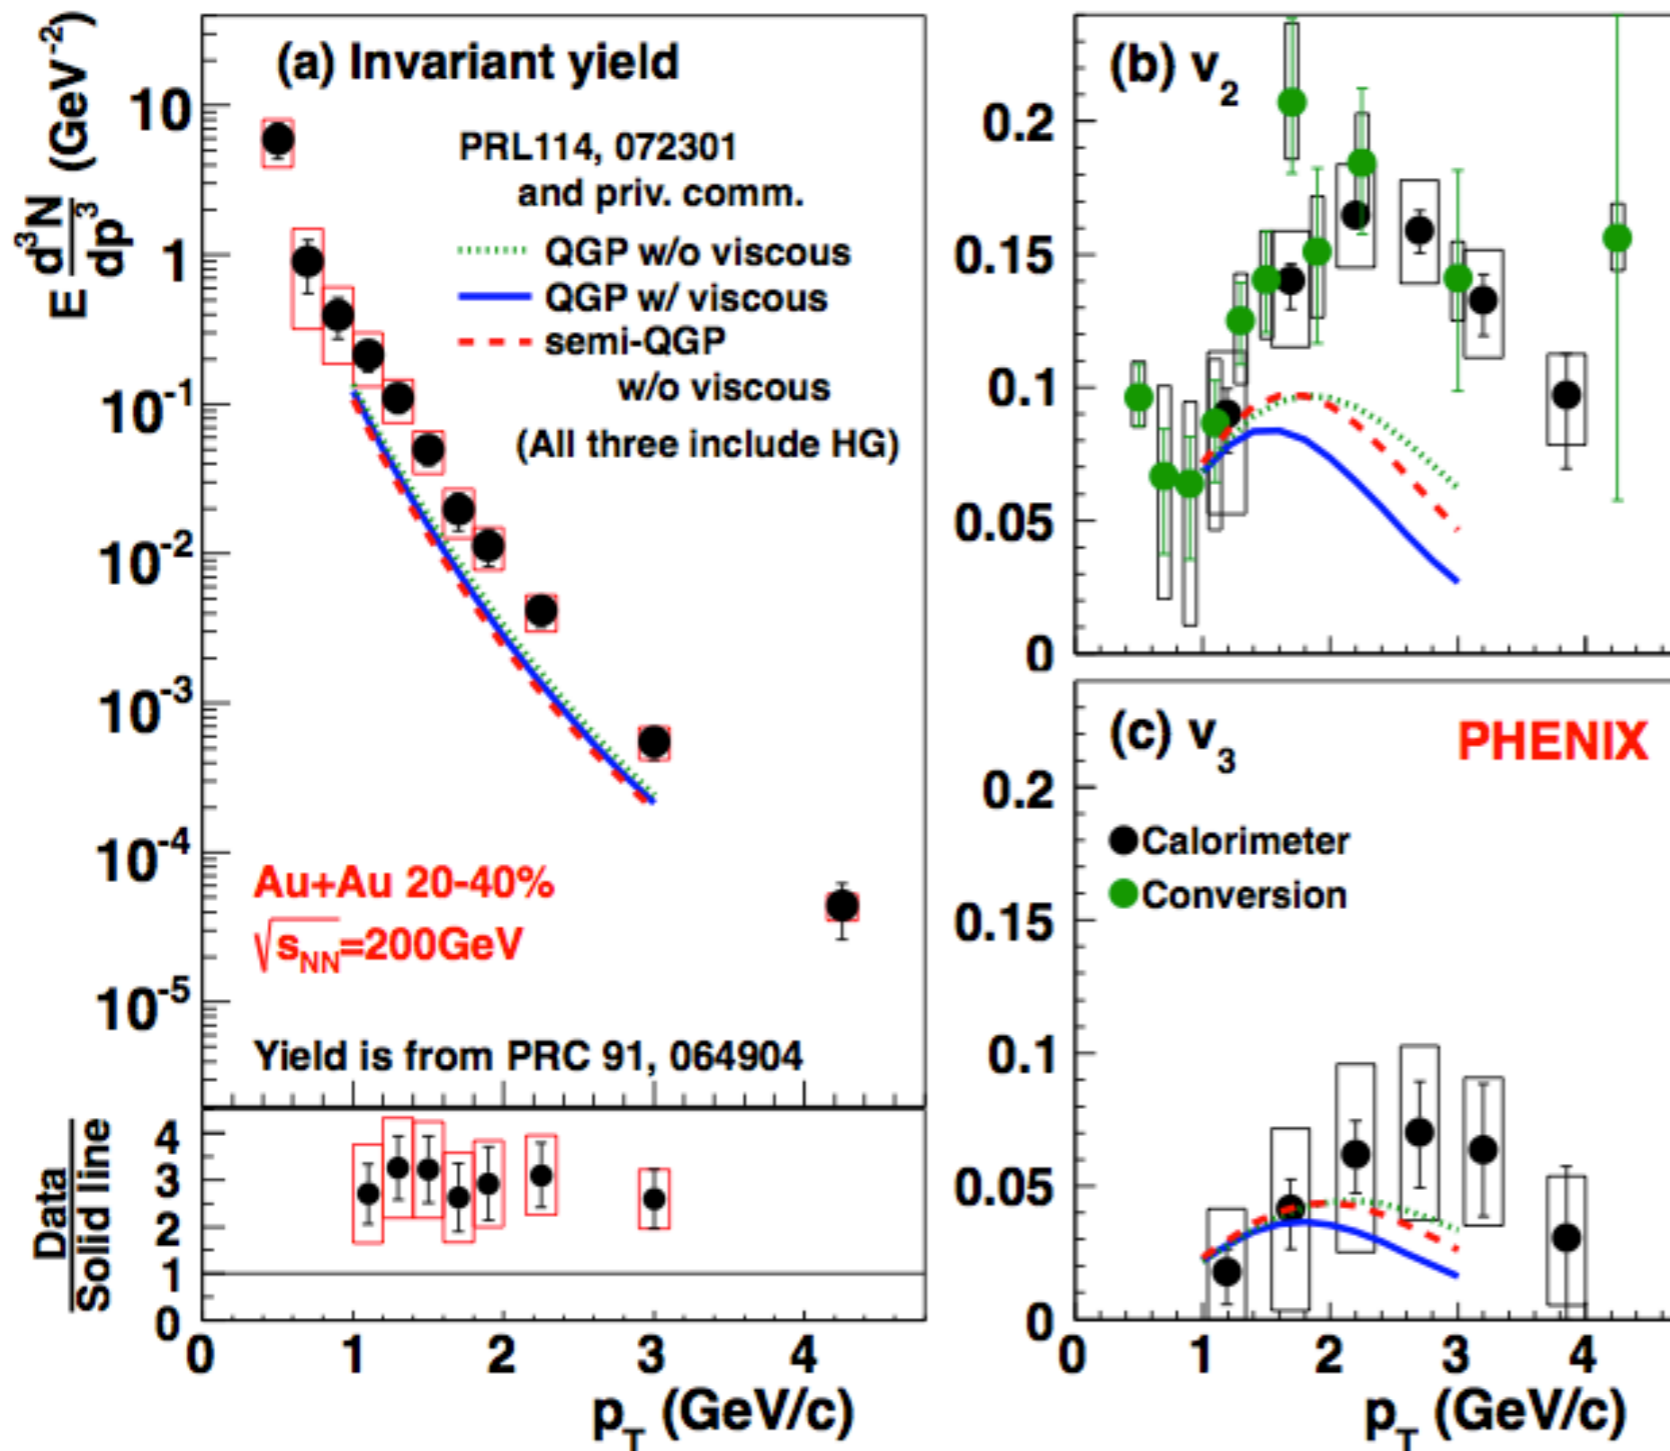 (a) Invariant yield
E d³N/dp³ (GeV⁻²)
10
1
10⁻¹
10⁻²
10⁻³
10⁻⁴
10⁻⁵
PRL114, 072301
and priv. comm.
QGP w/o viscous
QGP w/ viscous
semi-QGP
w/o viscous
(All three include HG)
Au+Au 20-40%
√s_NN=200GeV
Yield is from PRC 91, 064904
Data/Solid line
4
3
2
1
0
0 1 2 3 4
p_T (GeV/c)
(b) v₂
0.2
0.15
0.1
0.05
0
(c) v₃
PHENIX
0.2
Calorimeter
Conversion
0.15
0.1
0.05
0
0 1 2 3 4
p_T (GeV/c)